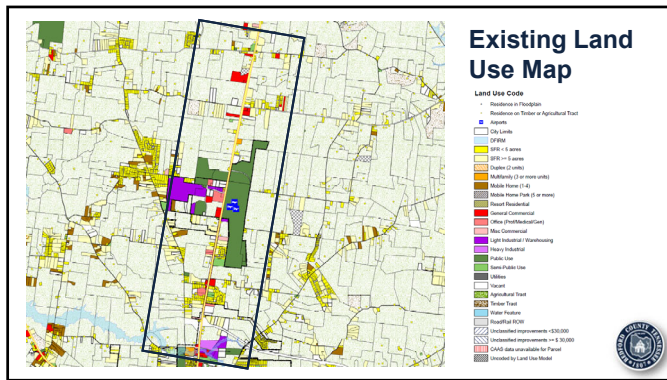 Existing Land
Use Map
Land Use Code
Residence in Floodplain
Residence on Timber or Agricultural Tract
Airports
City Limits
DFIRM
SFR < 5 acres
SFR >= 5 acres
Duplex (2 units)
Multifamily (3 or more units)
Mobile Home (1-4)
Mobile Home Park (5 or more)
Resort Residential
General Commercial
Office (Prof/Medical/Gen)
Misc Commercial
Light Industrial / Warehousing
Heavy Industrial
Public Use
Semi-Public Use
Utilities
Vacant
Agricultural Tract
Timber Tract
Water Feature
Road/Rail ROW
Unclassified improvements <$30,000
Unclassified improvements >= $ 30,000
CAAS data unavailable for Parcel
Uncoded by Land Use Model